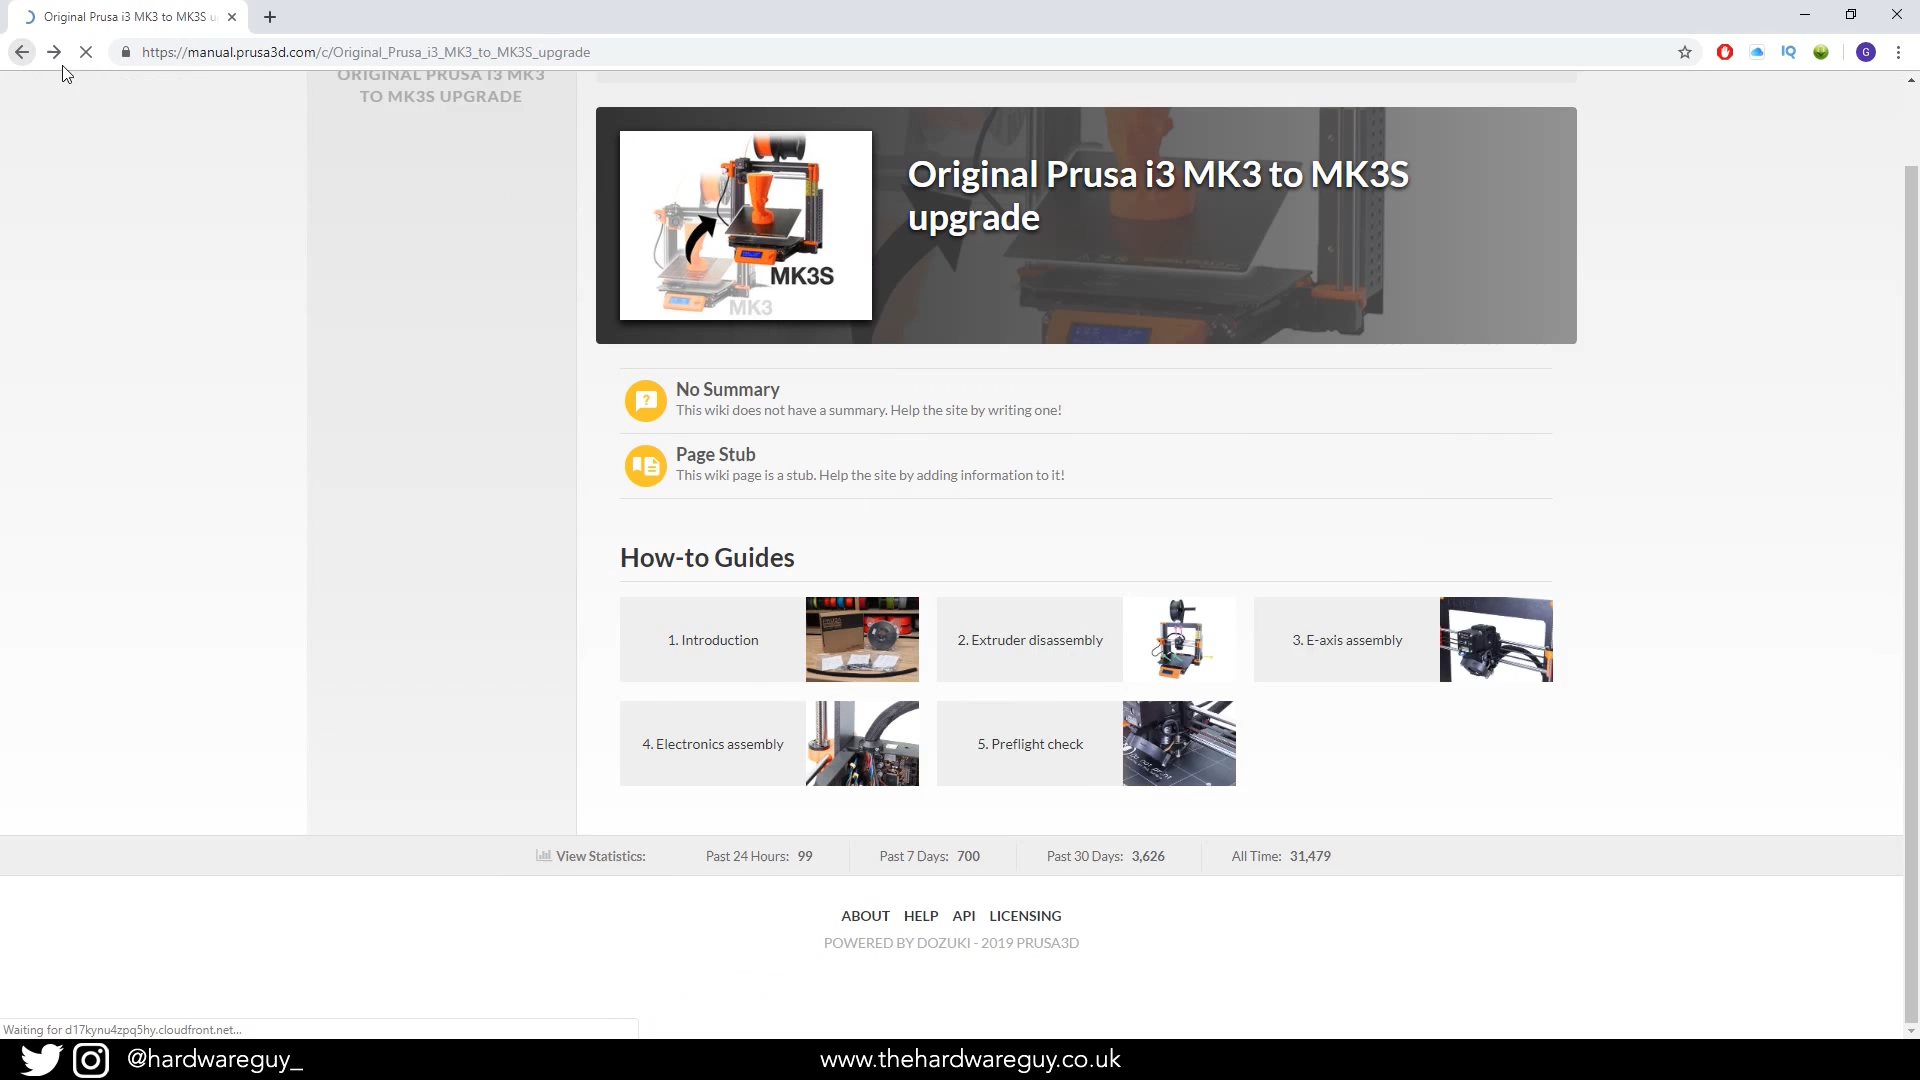 Original Prusa i3 MK3 to MK3S u
https://manual.prusa3d.com/c/Original_Prusa_i3_MK3_to_MK3S_upgrade
IQ
G
ORIGINAL PRUSA I3 MK3
TO MK3S UPGRADE
MK3S
MK3
Original Prusa i3 MK3 to MK3S
upgrade
No Summary
This wiki does not have a summary. Help the site by writing one!
Page Stub
This wiki page is a stub. Help the site by adding information to it!
How-to Guides
1. Introduction
2. Extruder disassembly
3. E-axis assembly
4. Electronics assembly
5. Preflight check
View Statistics:
Past 24 Hours: 99
Past 7 Days: 700
Past 30 Days: 3,626
All Time: 31,479
ABOUT HELP API LICENSING
POWERED BY DOZUKI - 2019 PRUSA3D
Waiting for d17kynu4zpq5hy.cloudfront.net...
@hardwareguy_
www.thehardwareguy.co.uk